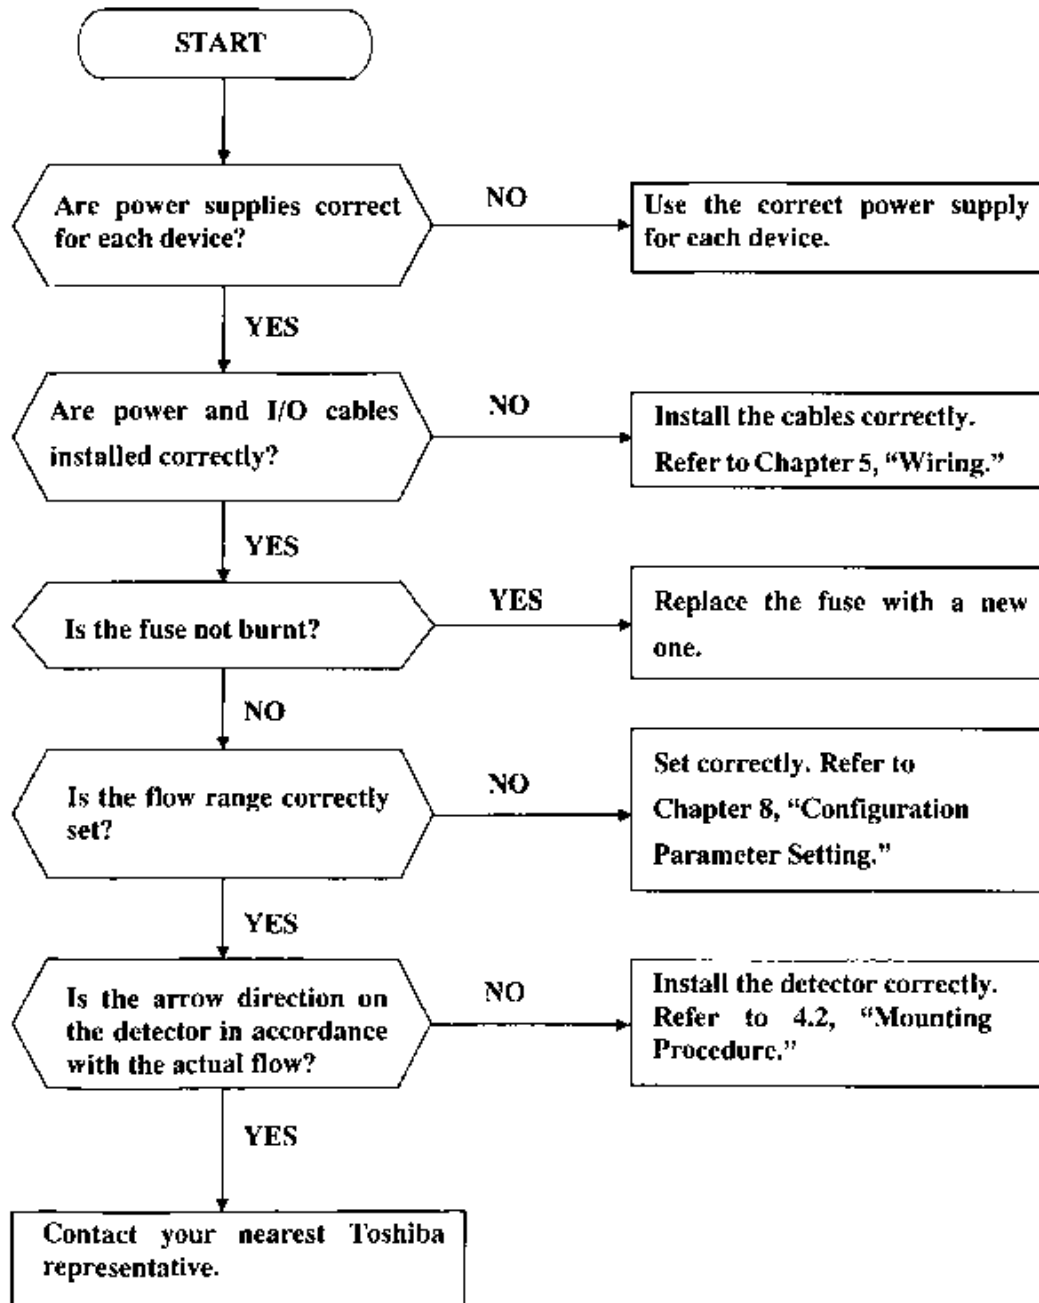 START
Are power supplies correct
for each device?
NO
Use the correct power supply
for each device.
YES
Are power and I/O cables
installed correctly?
NO
Install the cables correctly.
Refer to Chapter 5, “Wiring.”
YES
Is the fuse not burnt?
YES
Replace the fuse with a new
one.
NO
Is the flow range correctly
set?
NO
Set correctly. Refer to
Chapter 8, “Configuration
Parameter Setting.”
YES
Is the arrow direction on
the detector in accordance
with the actual flow?
NO
Install the detector correctly.
Refer to 4.2, “Mounting
Procedure.”
YES
Contact your nearest Toshiba
representative.